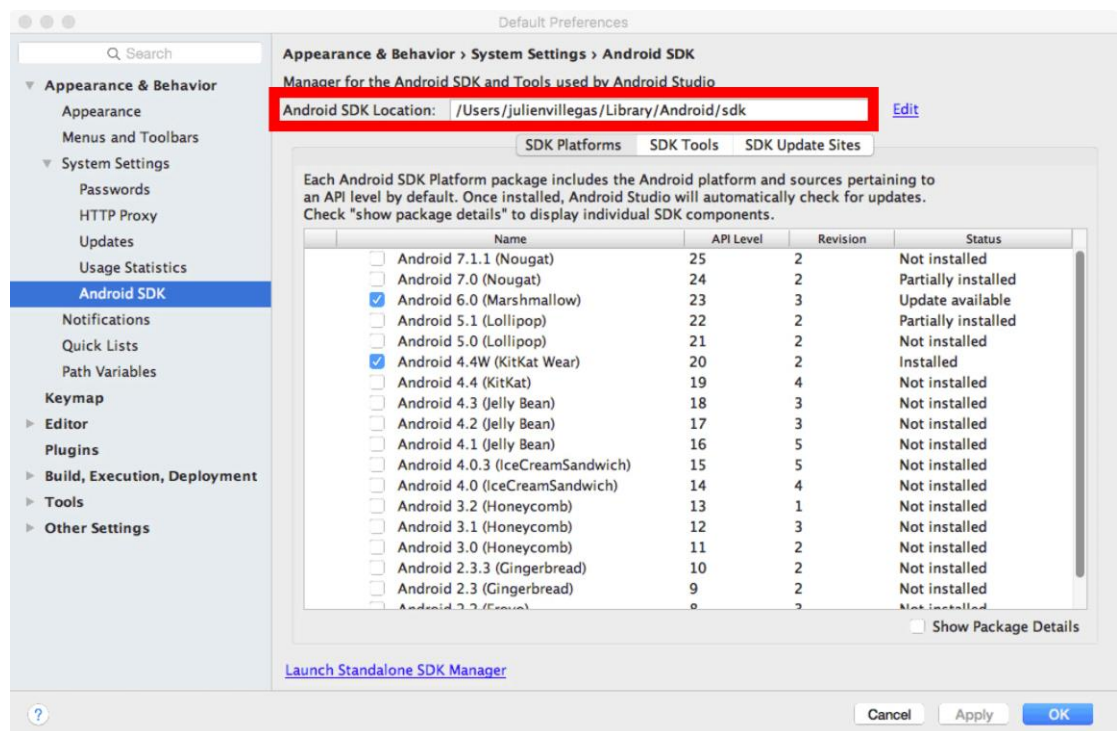 Default Preferences
Search
Appearance & Behavior
Appearance
Menus and Toolbars
System Settings
Passwords
HTTP Proxy
Updates
Usage Statistics
Android SDK
Notifications
Quick Lists
Path Variables
Keymap
Editor
Plugins
Build, Execution, Deployment
Tools
Other Settings
Appearance & Behavior › System Settings › Android SDK
Manager for the Android SDK and Tools used by Android Studio
Android SDK Location: /Users/julienvillegas/Library/Android/sdk Edit
SDK Platforms SDK Tools SDK Update Sites
Each Android SDK Platform package includes the Android platform and sources pertaining to
an API level by default. Once installed, Android Studio will automatically check for updates.
Check "show package details" to display individual SDK components.
Name API Level Revision Status
Android 7.1.1 (Nougat) 25 2 Not installed
Android 7.0 (Nougat) 24 2 Partially installed
Android 6.0 (Marshmallow) 23 3 Update available
Android 5.1 (Lollipop) 22 2 Partially installed
Android 5.0 (Lollipop) 21 2 Not installed
Android 4.4W (KitKat Wear) 20 2 Installed
Android 4.4 (KitKat) 19 4 Not installed
Android 4.3 (Jelly Bean) 18 3 Not installed
Android 4.2 (Jelly Bean) 17 3 Not installed
Android 4.1 (Jelly Bean) 16 5 Not installed
Android 4.0.3 (IceCreamSandwich) 15 5 Not installed
Android 4.0 (IceCreamSandwich) 14 4 Not installed
Android 3.2 (Honeycomb) 13 1 Not installed
Android 3.1 (Honeycomb) 12 3 Not installed
Android 3.0 (Honeycomb) 11 2 Not installed
Android 2.3.3 (Gingerbread) 10 2 Not installed
Android 2.3 (Gingerbread) 9 2 Not installed
Android 2.2 (Froyo) 8 Not installed
Show Package Details
Launch Standalone SDK Manager
? Cancel Apply OK